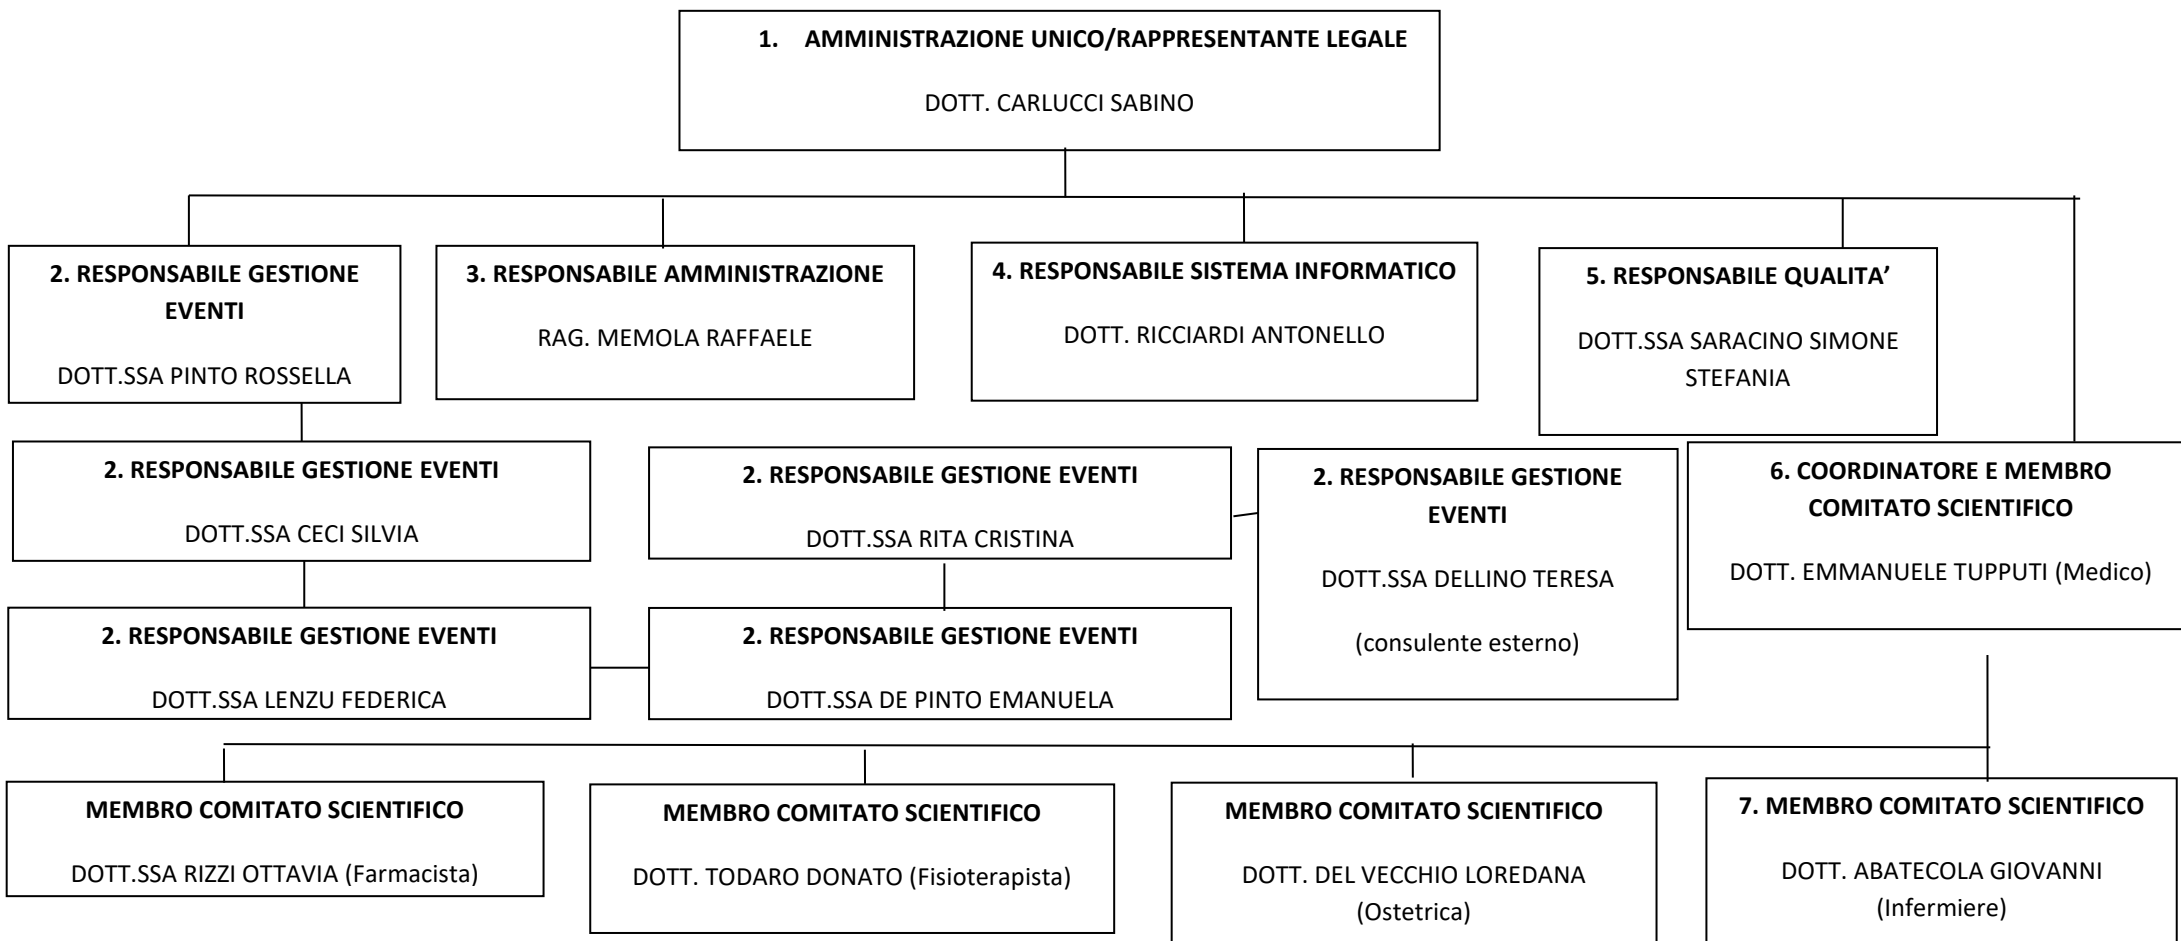 1. AMMINISTRAZIONE UNICO/RAPPRESENTANTE LEGALE
DOTT. CARLUCCI SABINO
2. RESPONSABILE GESTIONE
EVENTI
DOTT.SSA PINTO ROSSELLA
3. RESPONSABILE AMMINISTRAZIONE
RAG. MEMOLA RAFFAELE
4. RESPONSABILE SISTEMA INFORMATICO
DOTT. RICCIARDI ANTONELLO
5. RESPONSABILE QUALITA’
DOTT.SSA SARACINO SIMONE
STEFANIA
2. RESPONSABILE GESTIONE EVENTI
DOTT.SSA CECI SILVIA
2. RESPONSABILE GESTIONE EVENTI
DOTT.SSA RITA CRISTINA
2. RESPONSABILE GESTIONE
EVENTI
DOTT.SSA DELLINO TERESA
(consulente esterno)
6. COORDINATORE E MEMBRO
COMITATO SCIENTIFICO
DOTT. EMMANUELE TUPPUTI (Medico)
2. RESPONSABILE GESTIONE EVENTI
DOTT.SSA LENZU FEDERICA
2. RESPONSABILE GESTIONE EVENTI
DOTT.SSA DE PINTO EMANUELA
MEMBRO COMITATO SCIENTIFICO
DOTT.SSA RIZZI OTTAVIA (Farmacista)
MEMBRO COMITATO SCIENTIFICO
DOTT. TODARO DONATO (Fisioterapista)
MEMBRO COMITATO SCIENTIFICO
DOTT. DEL VECCHIO LOREDANA
(Ostetrica)
7. MEMBRO COMITATO SCIENTIFICO
DOTT. ABATECOLA GIOVANNI
(Infermiere)